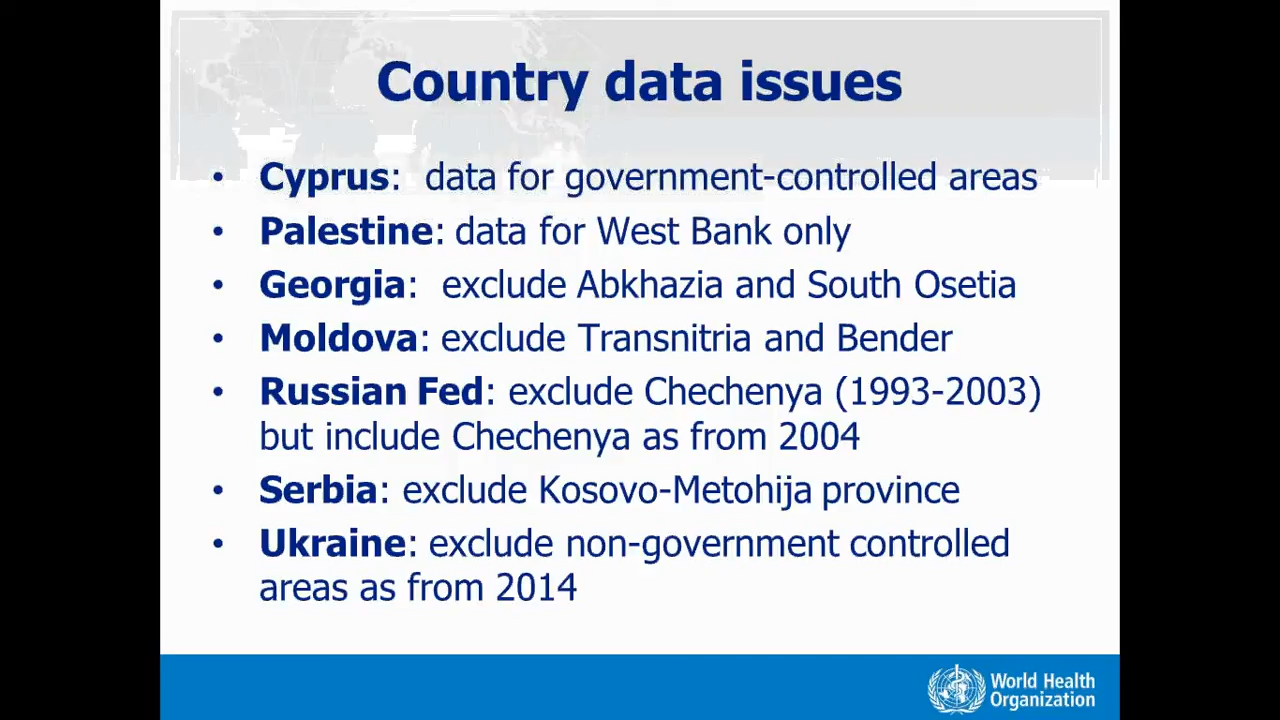 Country data issues
• Cyprus: data for government-controlled areas
• Palestine: data for West Bank only
• Georgia: exclude Abkhazia and South Osetia
• Moldova: exclude Transnitria and Bender
• Russian Fed: exclude Chechenya (1993-2003)
but include Chechenya as from 2004
• Serbia: exclude Kosovo-Metohija province
• Ukraine: exclude non-government controlled
areas as from 2014
World Health
Organization